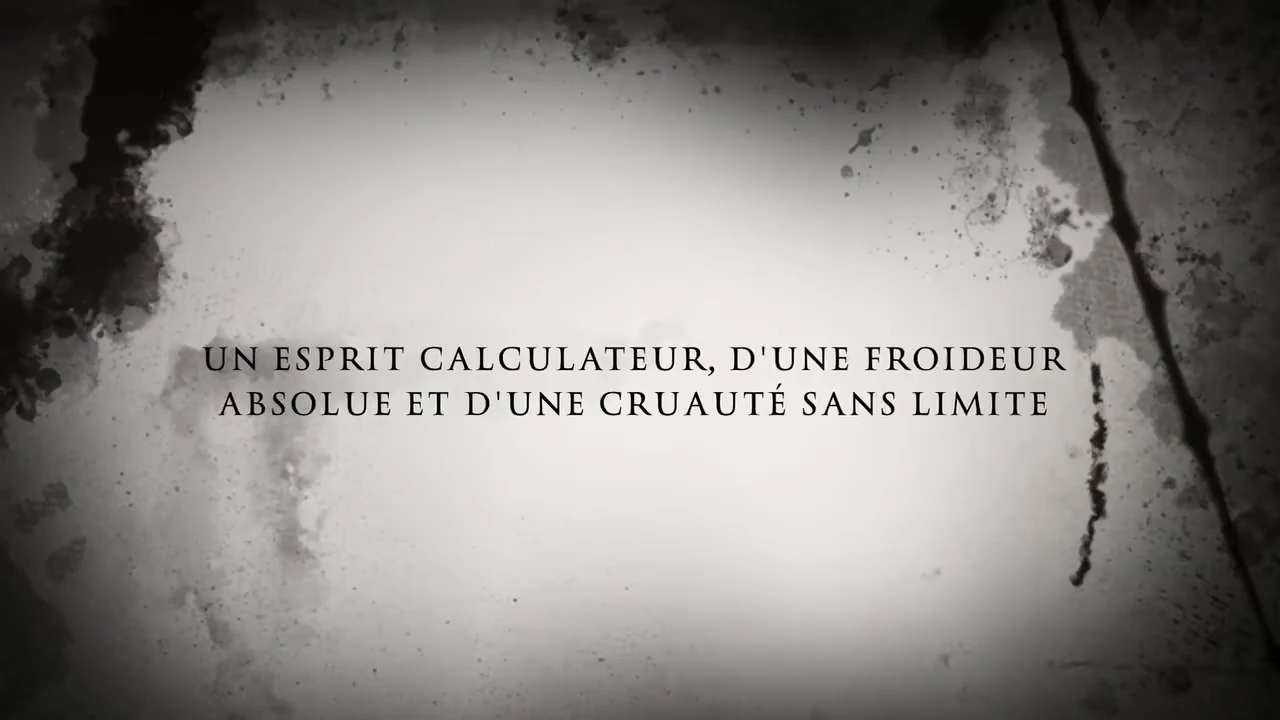 UN ESPRIT CALCULATEUR, D'UNE FROIDEUR
ABSOLUE ET D'UNE CRUAUTÉ SANS LIMITE